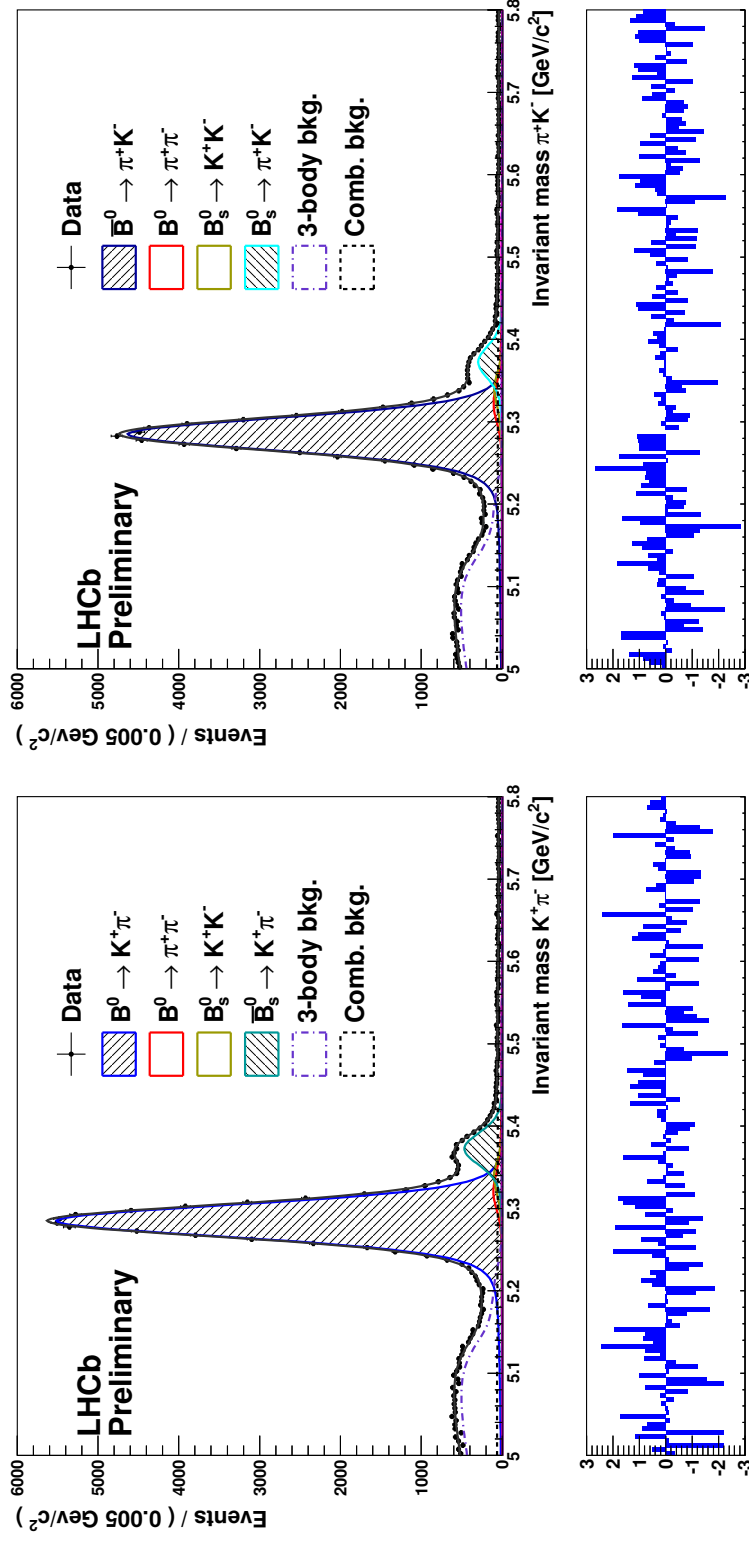 Events / ( 0.005 Gev/c²)
6000
4000
2000
0
LHCb
Preliminary
Data
B⁰ → K⁺π⁻
B⁰ → π⁺π⁻
B⁰ₛ → K⁺K⁻
B̅⁰ₛ → K⁺π⁻
3-body bkg.
Comb. bkg.
5 5.1 5.2 5.3 5.4 5.5 5.6 5.7 5.8
Invariant mass K⁺π⁻ [GeV/c²]
3
2
1
0
-1
-2
-3
Events / ( 0.005 Gev/c²)
6000
5000
4000
3000
2000
1000
0
LHCb
Preliminary
Data
B̅⁰ → π⁺K⁻
B⁰ → π⁺π⁻
B⁰ₛ → K⁺K⁻
B⁰ₛ → π⁺K⁻
3-body bkg.
Comb. bkg.
5 5.1 5.2 5.3 5.4 5.5 5.6 5.7 5.8
Invariant mass π⁺K⁻ [GeV/c²]
3
2
1
0
-1
-2
-3